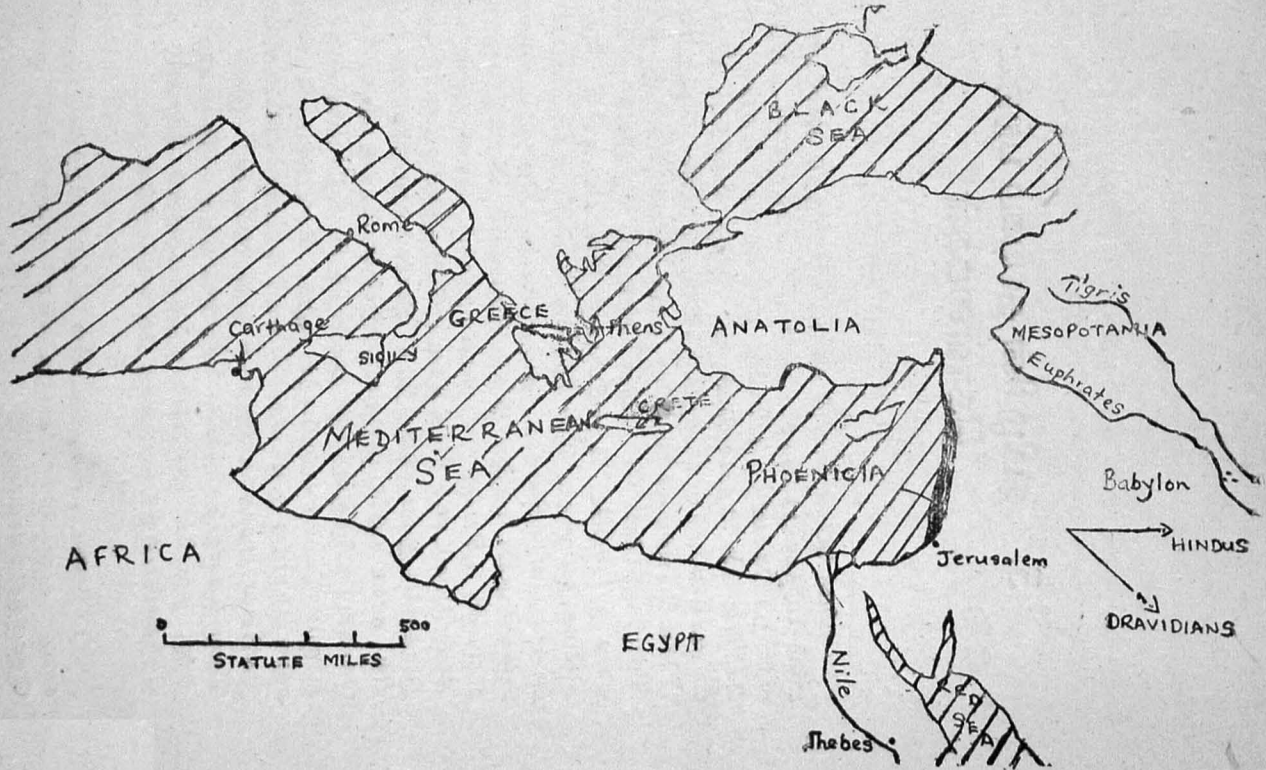 BLACK
SEA
Rome
Tigris
GREECE
Athens
ANATOLIA
MESOPOTAMIA
Carthage
SICILY
Euphrates
CRETE
MEDITERRANEAN
SEA
PHOENICIA
Babylon
HINDUS
AFRICA
Jerusalem
0 500
STATUTE MILES
DRAVIDIANS
EGYPT
Nile
RED
SEA
Thebes